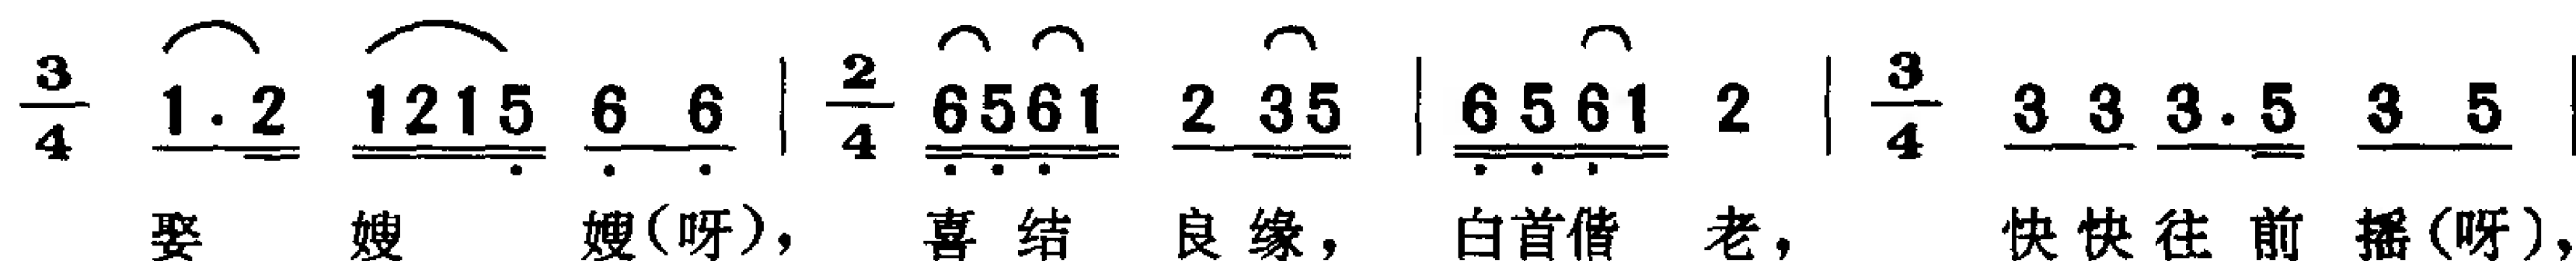 3/4 1·2 1215 6 6 | 2/4 6561 2 35 | 6561 2 | 3/4 3 3 3·5 3 5 |
娶 嫂 嫂(呀)， 喜 结 良 缘， 白首偕 老， 快 快 往 前 摇(呀)，